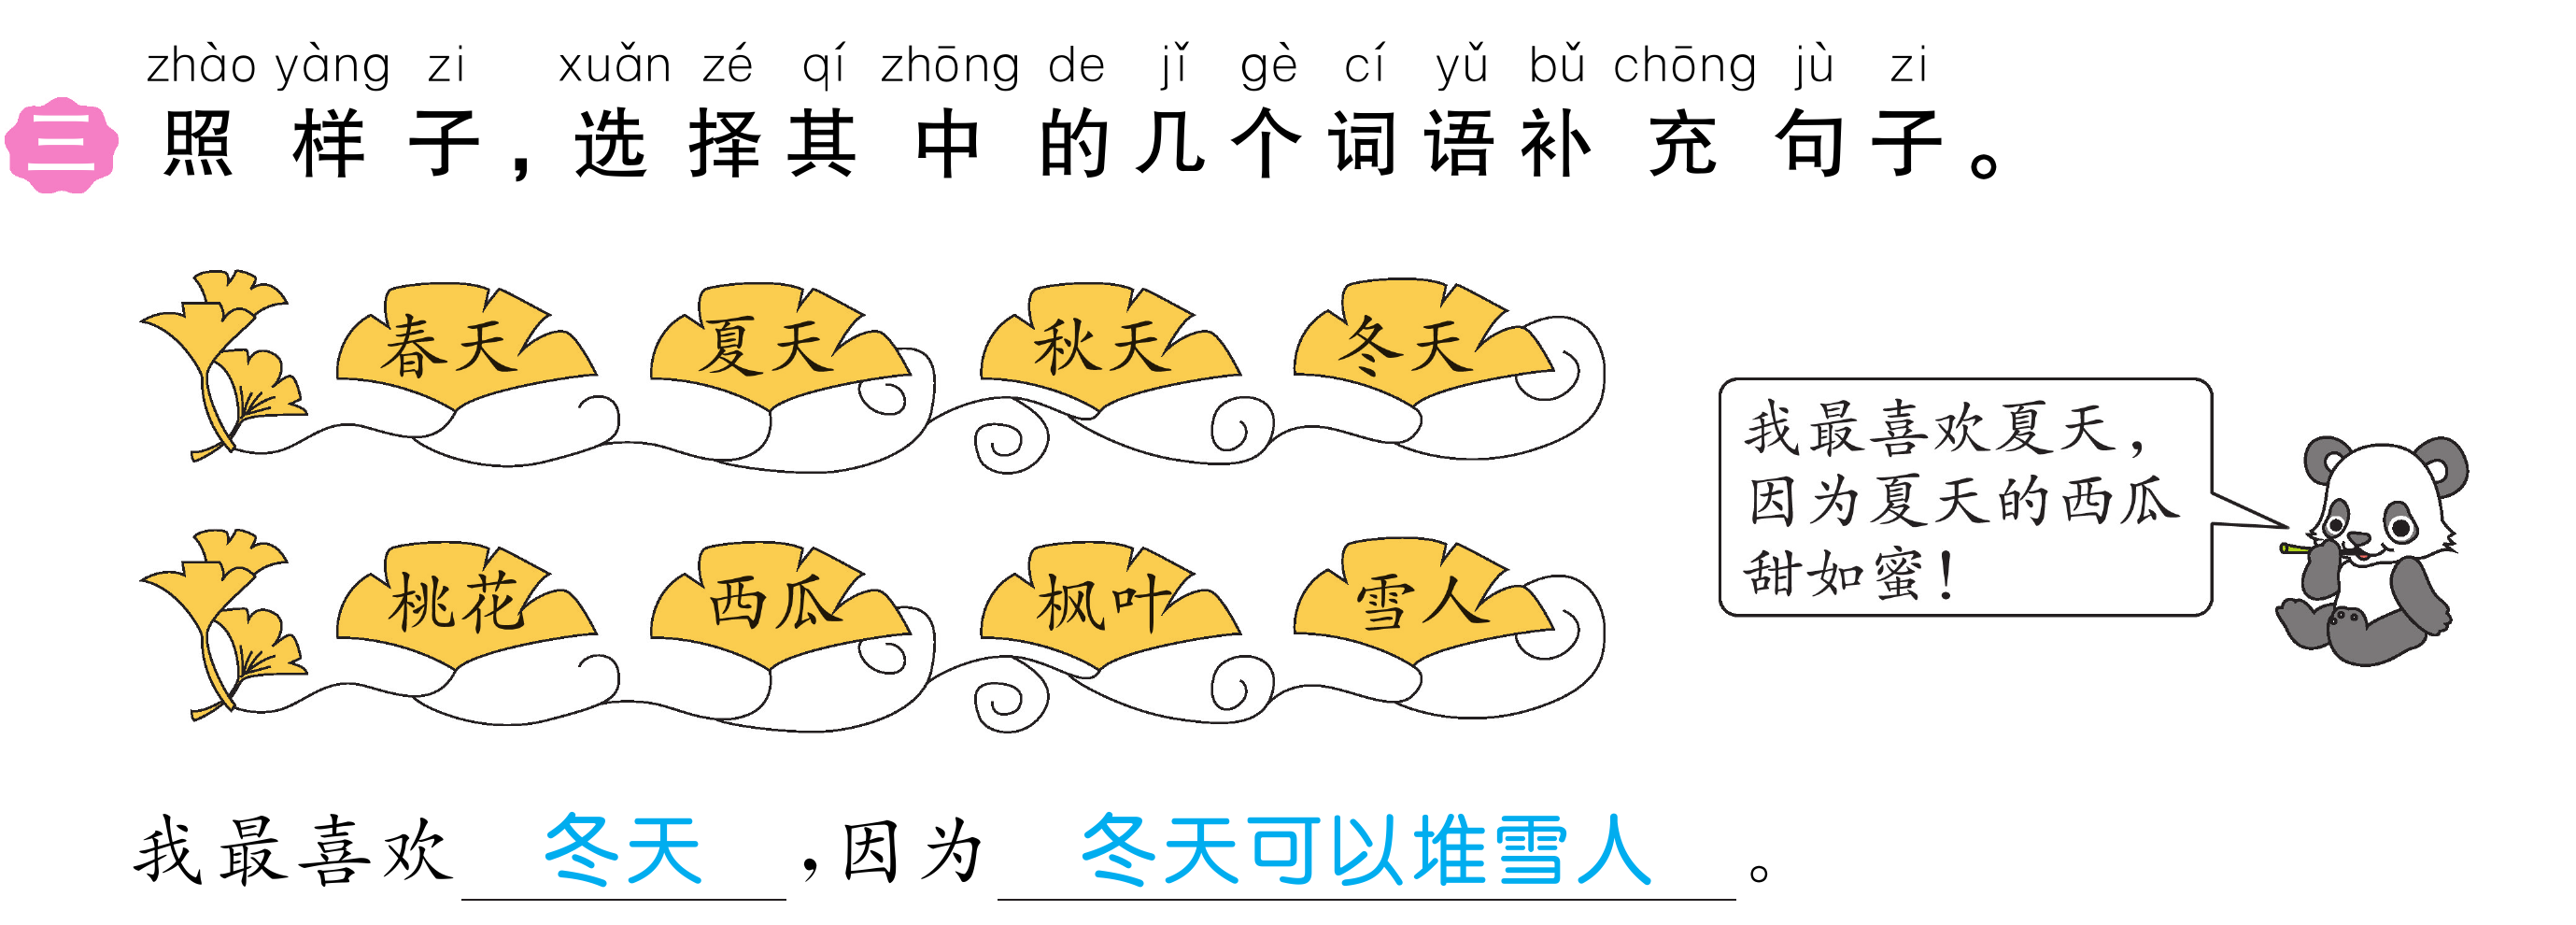 zhào yàng zi xuǎn zé qí zhōng de jǐ gè cí yǔ bǔ chōng jù zi
三 照样子，选择其中的几个词语补充句子。
春天 夏天 秋天 冬天
我最喜欢夏天，
因为夏天的西瓜
甜如蜜！
桃花 西瓜 枫叶 雪人
我最喜欢冬天，因为冬天可以堆雪人。